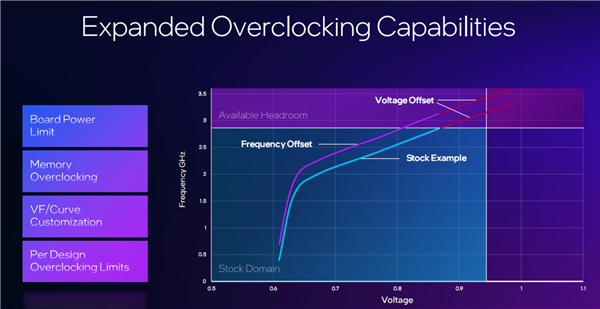 Expanded Overclocking Capabilities
Board Power
Limit
Memory
Overclocking
VF/Curve
Customization
Per Design
Overclocking Limits
Frequency GHz
3.5
3
2.5
2
1.5
1
0.5
0
Available Headroom
Voltage Offset
Frequency Offset
Stock Example
Stock Domain
0.5 0.6 0.7 0.8 0.9 1 1.1
Voltage